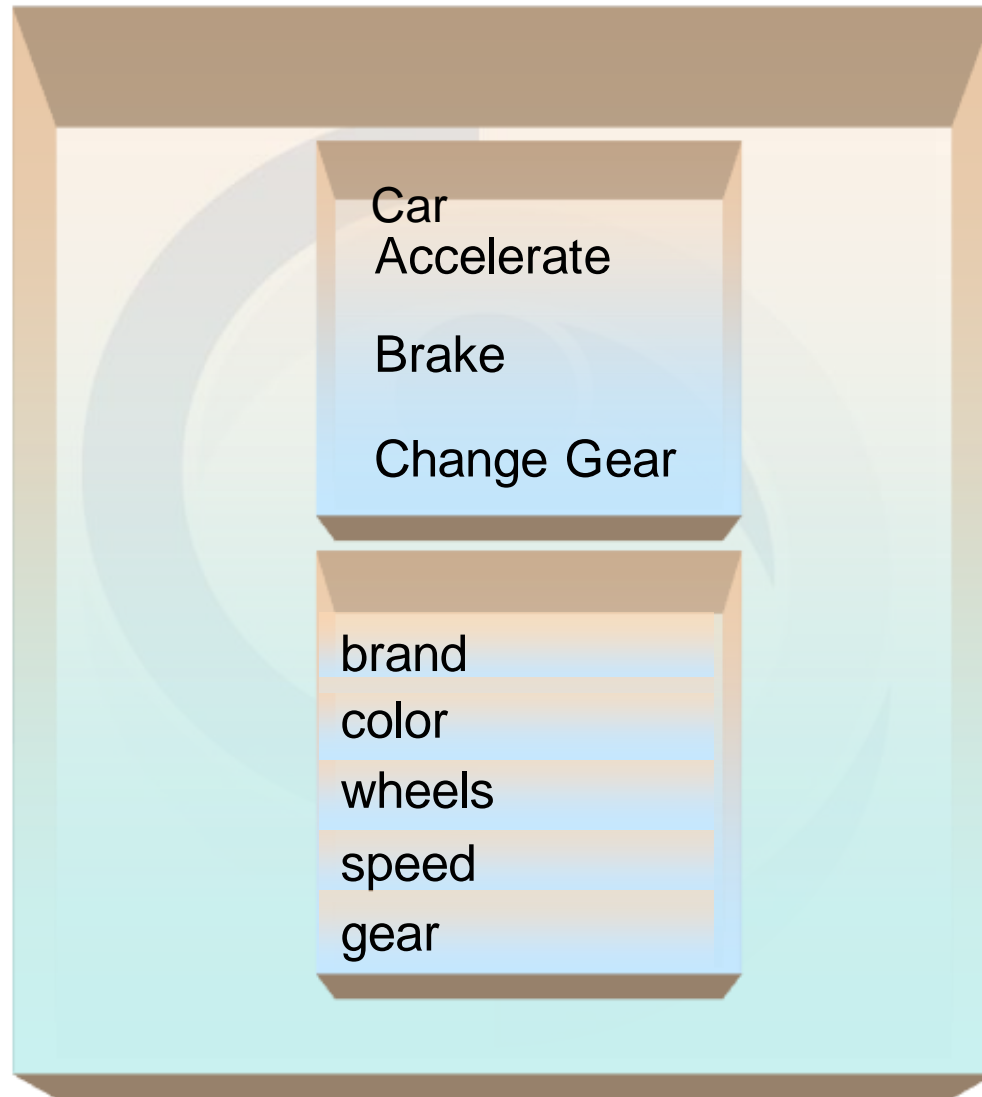 Car
Accelerate
Brake
Change Gear
brand
color
wheels
speed
gear